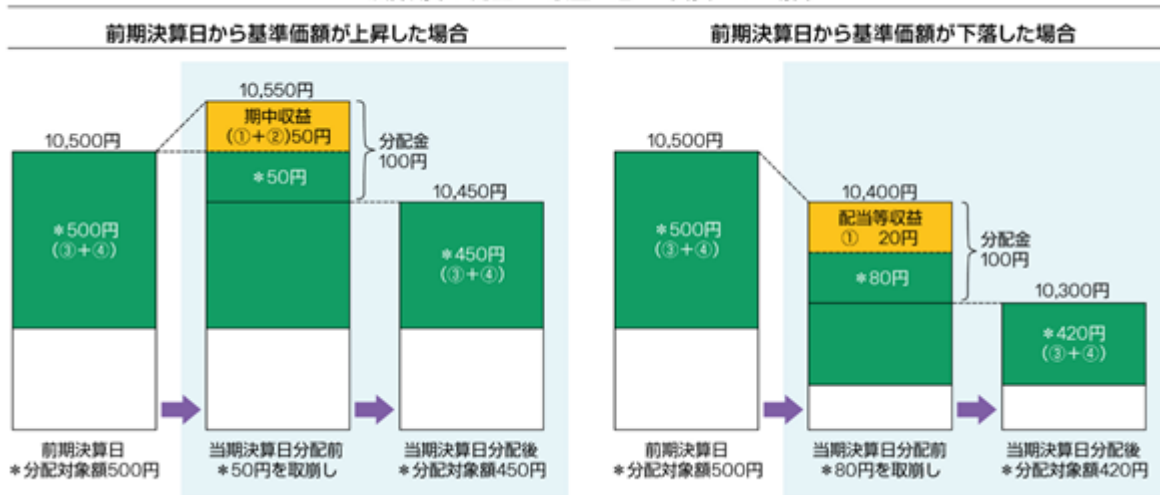 前期決算日から基準価額が上昇した場合
10,550円
期中収益
(①+②)50円
10,500円
分配金
100円
*50円
10,450円
*500円
(③+④)
*450円
(③+④)
前期決算日
*分配対象額500円
当期決算日分配前
*50円を取崩し
当期決算日分配後
*分配対象額450円
前期決算日から基準価額が下落した場合
10,500円
10,400円
配当等収益
① 20円
*500円
(③+④)
分配金
100円
*80円
10,300円
*420円
(③+④)
前期決算日
*分配対象額500円
当期決算日分配前
*80円を取崩し
当期決算日分配後
*分配対象額420円